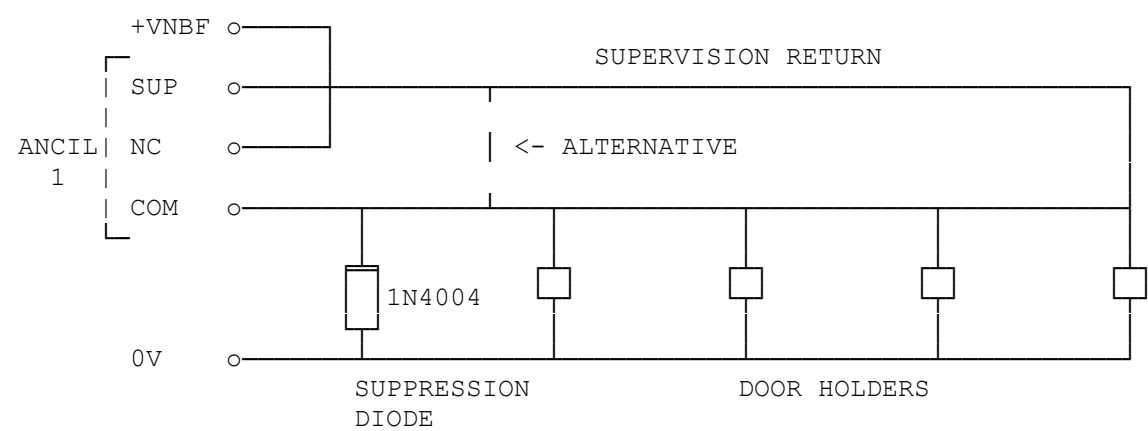 +VNBF
SUPERVISION RETURN
SUP
ANCIL NC <- ALTERNATIVE
1
COM
1N4004
0V
SUPPRESSION DOOR HOLDERS
DIODE